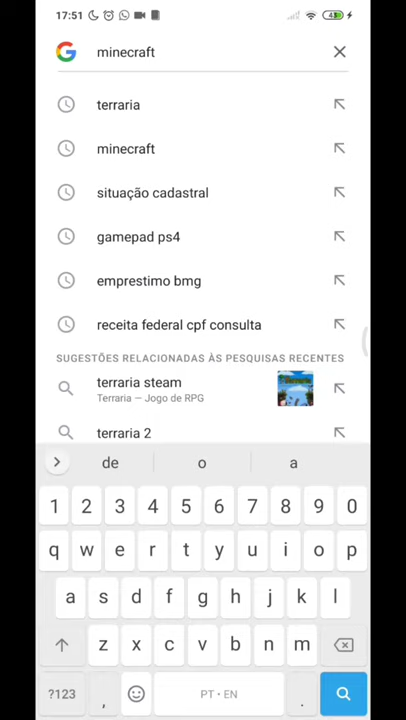 17:51
minecraft
terraria
minecraft
situação cadastral
gamepad ps4
emprestimo bmg
receita federal cpf consulta
SUGESTÕES RELACIONADAS ÀS PESQUISAS RECENTES
terraria steam
Terraria — Jogo de RPG
terraria 2
de o a
1 2 3 4 5 6 7 8 9 0
q w e r t y u i o p
a s d f g h j k l
z x c v b n m
?123 , PT • EN .